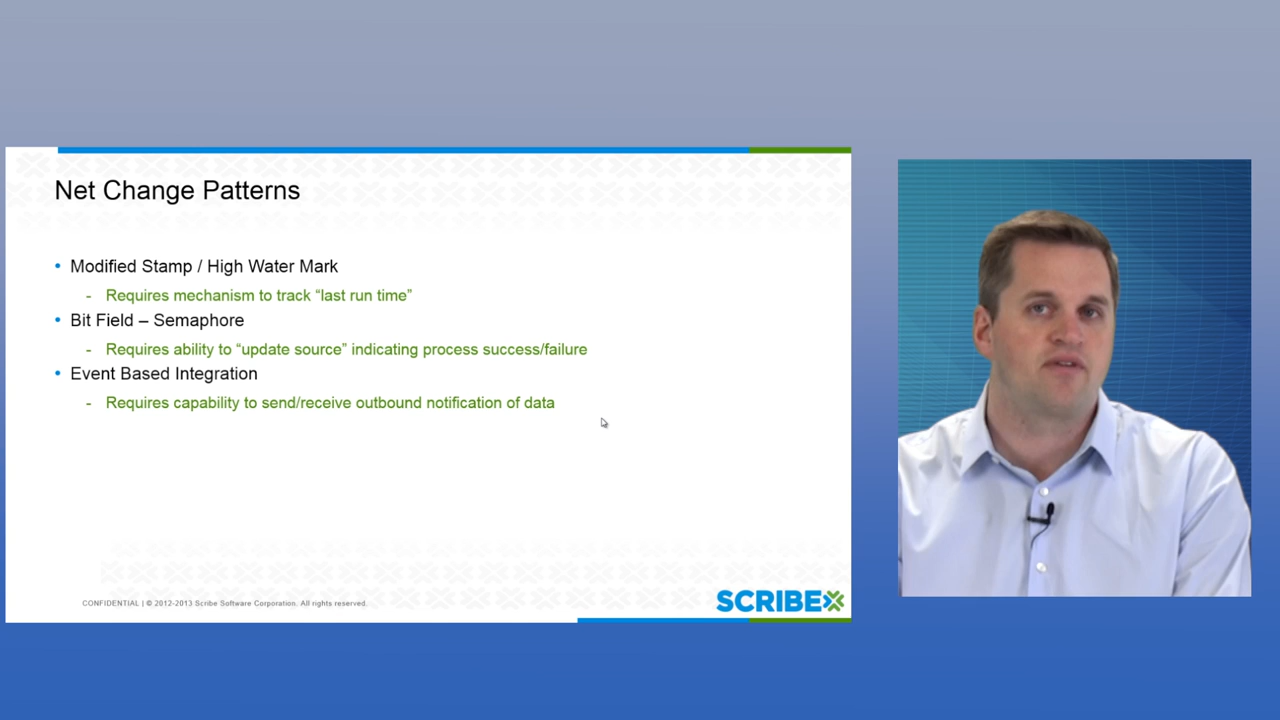 Net Change Patterns
• Modified Stamp / High Water Mark
- Requires mechanism to track “last run time”
• Bit Field – Semaphore
- Requires ability to “update source” indicating process success/failure
• Event Based Integration
- Requires capability to send/receive outbound notification of data
CONFIDENTIAL | © 2012-2013 Scribe Software Corporation. All rights reserved.
SCRIBE